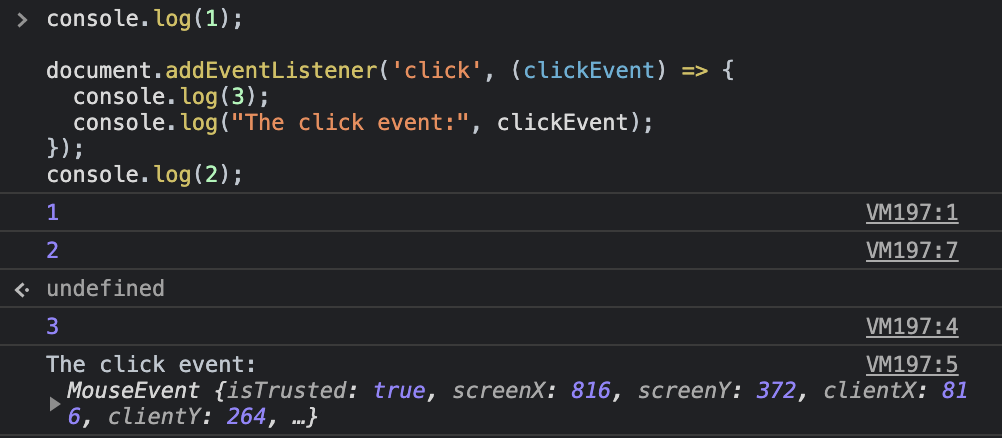 > console.log(1);
document.addEventListener('click', (clickEvent) => {
console.log(3);
console.log("The click event:", clickEvent);
});
console.log(2);
1 VM197:1
2 VM197:7
undefined
3 VM197:4
The click event: VM197:5
MouseEvent {isTrusted: true, screenX: 816, screenY: 372, clientX: 81
6, clientY: 264, …}